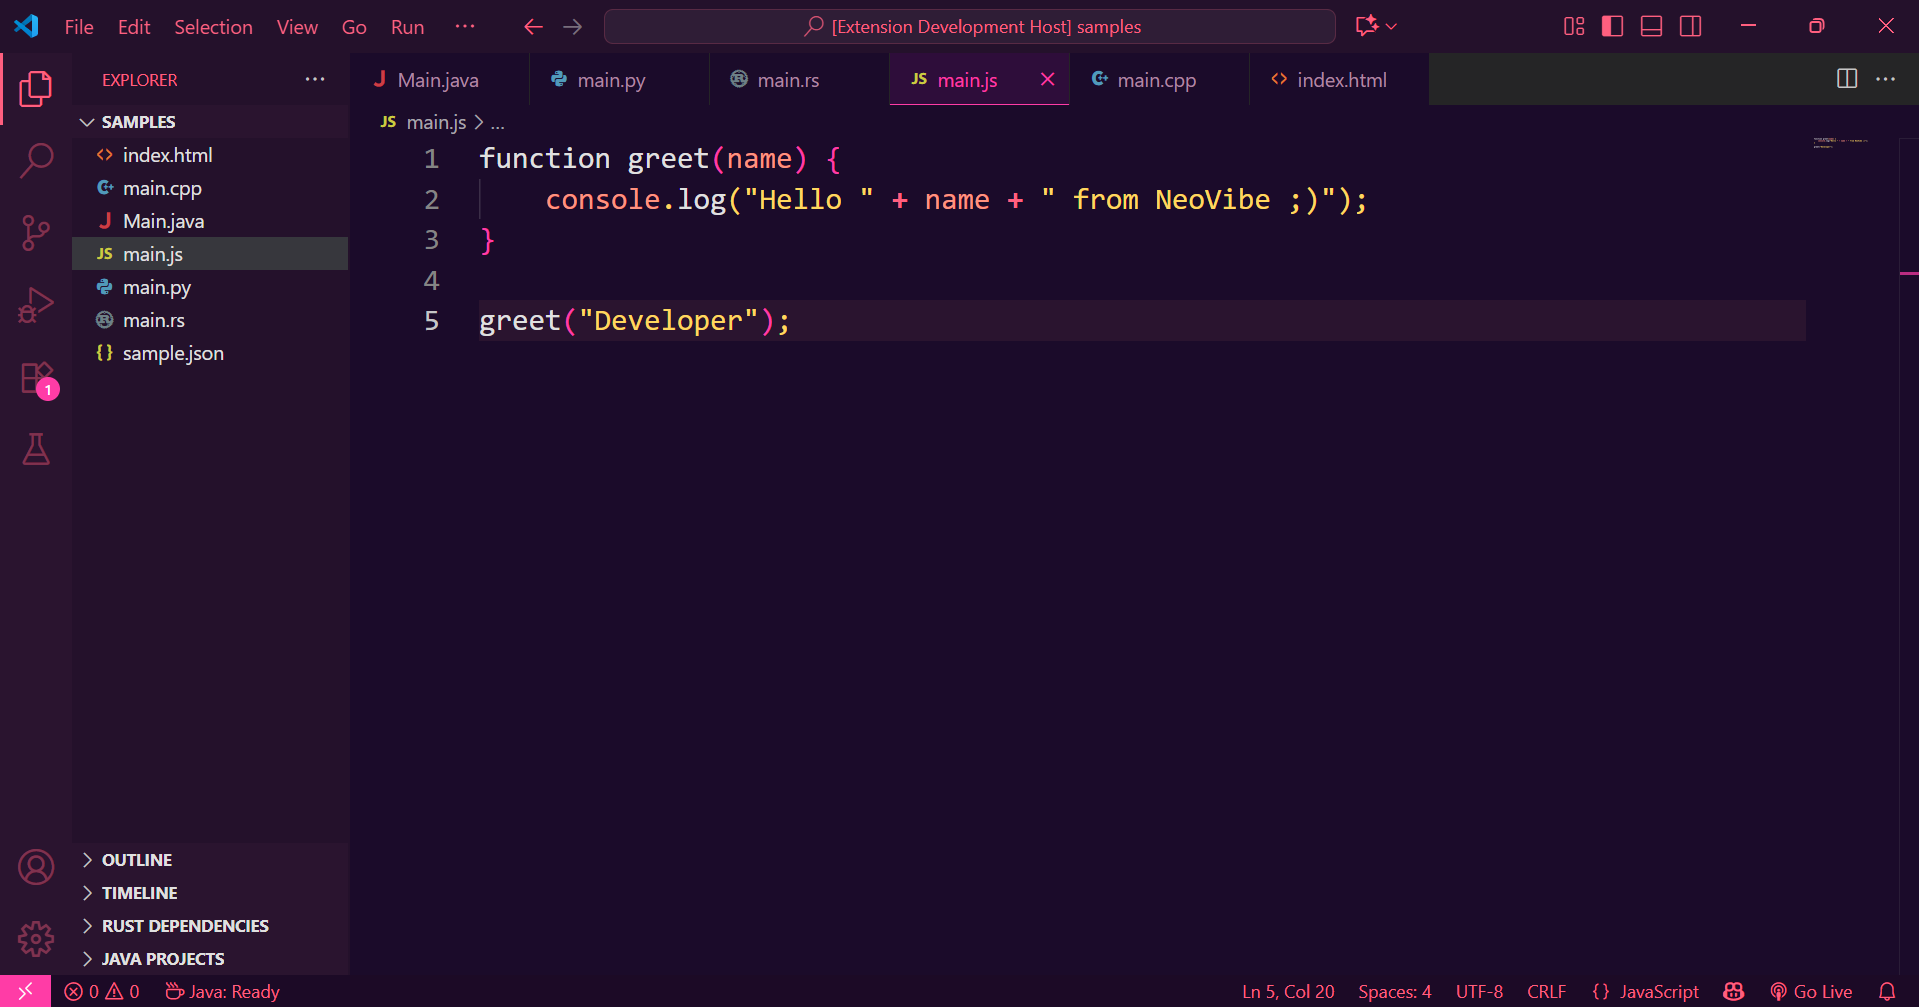 File Edit Selection View Go Run ...
[Extension Development Host] samples
EXPLORER ...
SAMPLES
index.html
main.cpp
Main.java
JS main.js
main.py
main.rs
{} sample.json
OUTLINE
TIMELINE
RUST DEPENDENCIES
JAVA PROJECTS
1
J Main.java
main.py
main.rs
JS main.js
main.cpp
<> index.html
JS main.js > ...
1 function greet(name) {
2     console.log("Hello " + name + " from NeoVibe ;)");
3 }
4
5 greet("Developer");
0 0 Java: Ready
Ln 5, Col 20 Spaces: 4 UTF-8 CRLF {} JavaScript Go Live